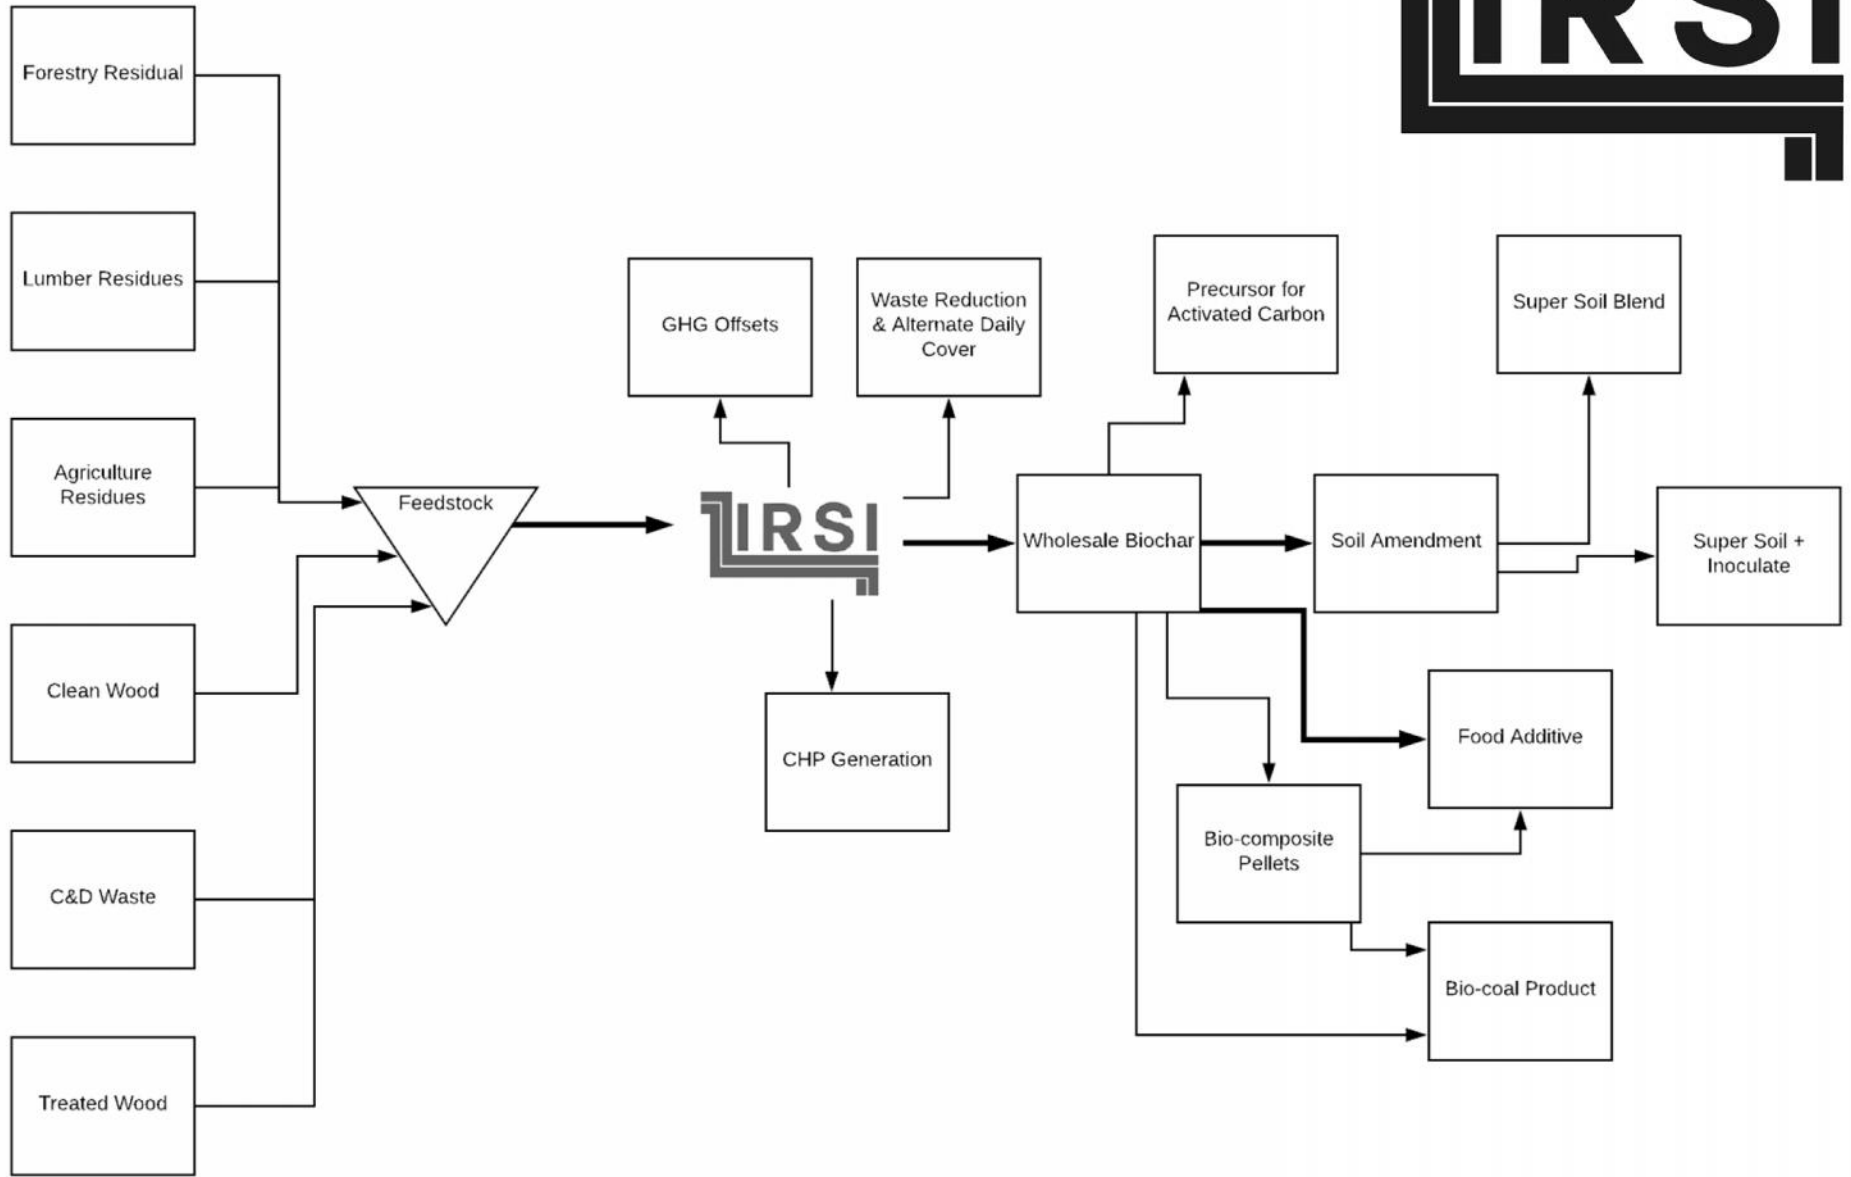 IRSI
Forestry Residual
Lumber Residues
Agriculture
Residues
Clean Wood
C&D Waste
Treated Wood
Feedstock
GHG Offsets
Waste Reduction
& Alternate Daily
Cover
IRSI
CHP Generation
Precursor for
Activated Carbon
Wholesale Biochar
Soil Amendment
Super Soil Blend
Super Soil +
Inoculate
Food Additive
Bio-composite
Pellets
Bio-coal Product